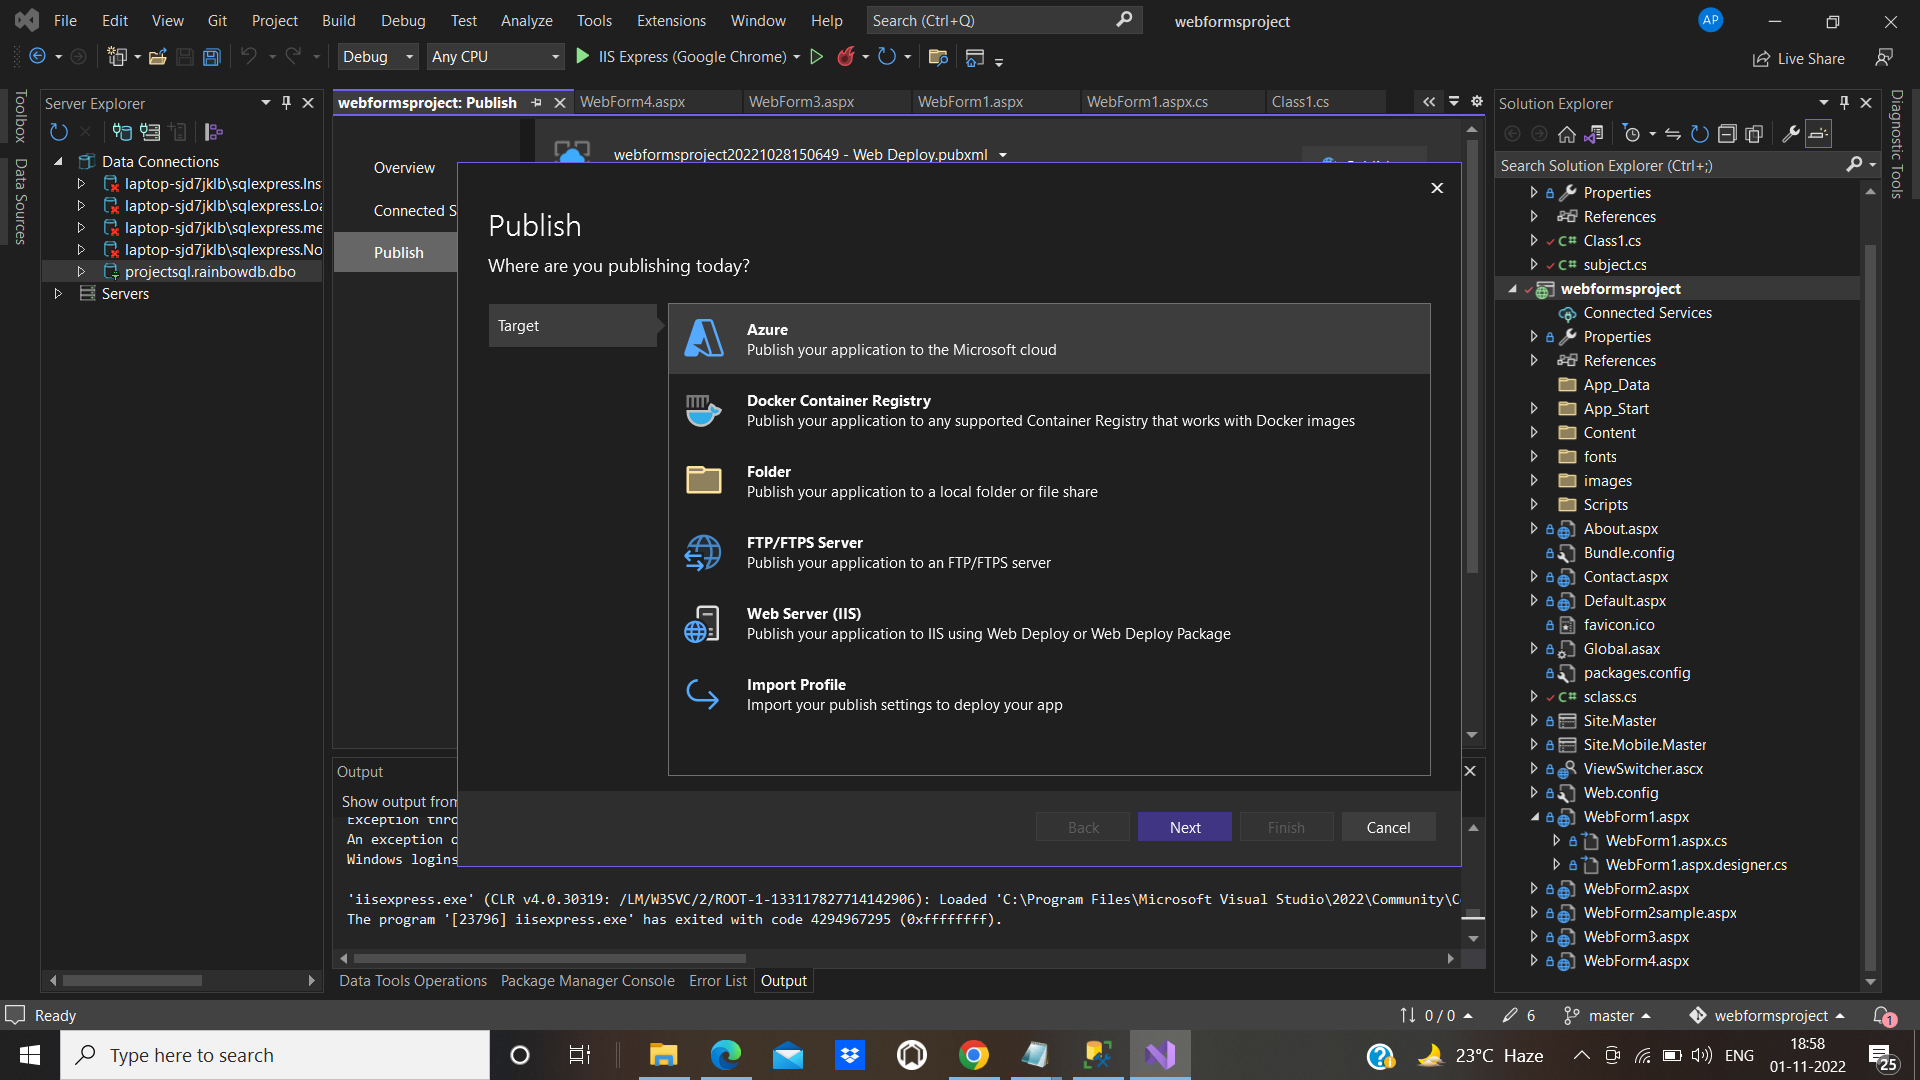 File Edit View Git Project Build Debug Test Analyze Tools Extensions Window Help Search (Ctrl+Q) webformsproject AP
Debug Any CPU IIS Express (Google Chrome) Live Share
Toolbox
Data Sources
Server Explorer
Data Connections
laptop-sjd7jklb\sqlexpress.Ins
laptop-sjd7jklb\sqlexpress.Loa
laptop-sjd7jklb\sqlexpress.me
laptop-sjd7jklb\sqlexpress.No
projectsql.rainbowdb.dbo
Servers
webformsproject: Publish WebForm4.aspx WebForm3.aspx WebForm1.aspx WebForm1.aspx.cs Class1.cs
Overview
Connected S
Publish
webformsproject20221028150649 - Web Deploy.pubxml
Publish
Where are you publishing today?
Target
Azure
Publish your application to the Microsoft cloud
Docker Container Registry
Publish your application to any supported Container Registry that works with Docker images
Folder
Publish your application to a local folder or file share
FTP/FTPS Server
Publish your application to an FTP/FTPS server
Web Server (IIS)
Publish your application to IIS using Web Deploy or Web Deploy Package
Import Profile
Import your publish settings to deploy your app
Back Next Finish Cancel
Output
Show output from
Exception thro
An exception o
Windows logins
'iisexpress.exe' (CLR v4.0.30319: /LM/W3SVC/2/ROOT-1-133117827714142906): Loaded 'C:\Program Files\Microsoft Visual Studio\2022\Community\C
The program '[23796] iisexpress.exe' has exited with code 4294967295 (0xffffffff).
Data Tools Operations Package Manager Console Error List Output
Solution Explorer
Search Solution Explorer (Ctrl+;)
Properties
References
C# Class1.cs
C# subject.cs
webformsproject
Connected Services
Properties
References
App_Data
App_Start
Content
fonts
images
Scripts
About.aspx
Bundle.config
Contact.aspx
Default.aspx
favicon.ico
Global.asax
packages.config
C# sclass.cs
Site.Master
Site.Mobile.Master
ViewSwitcher.ascx
Web.config
WebForm1.aspx
WebForm1.aspx.cs
WebForm1.aspx.designer.cs
WebForm2.aspx
WebForm2sample.aspx
WebForm3.aspx
WebForm4.aspx
Diagnostic Tools
Ready 0 / 0 6 master webformsproject 1
Type here to search 23°C Haze ENG 18:58
01-11-2022 25